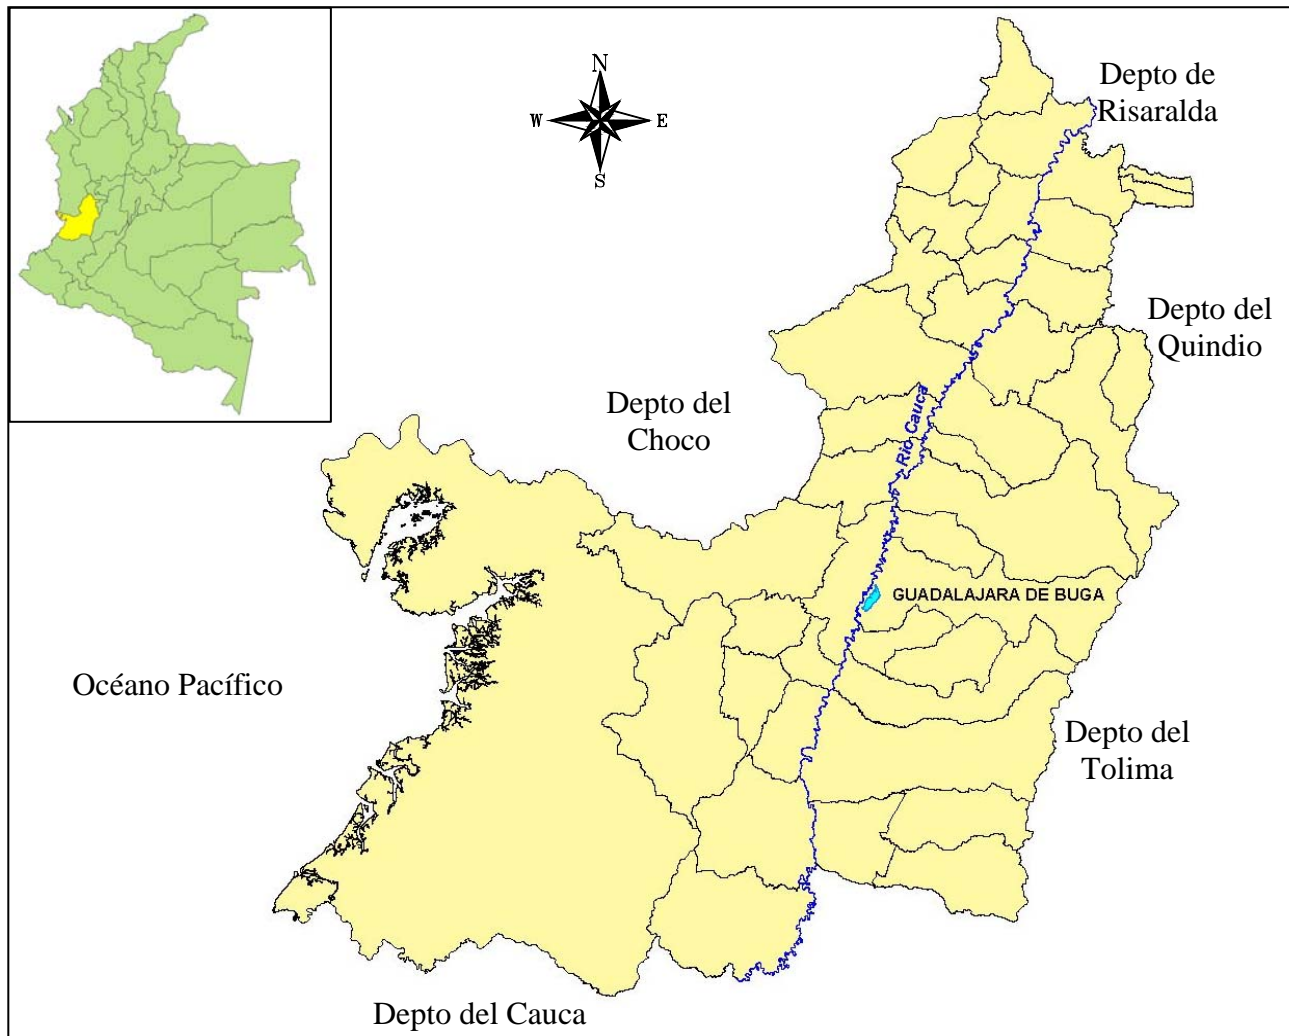 N
W
E
S
Depto de
Risaralda
Depto del
Quindio
Depto del
Choco
Rio Cauca
GUADALAJARA DE BUGA
Océano Pacífico
Depto del
Tolima
Depto del Cauca